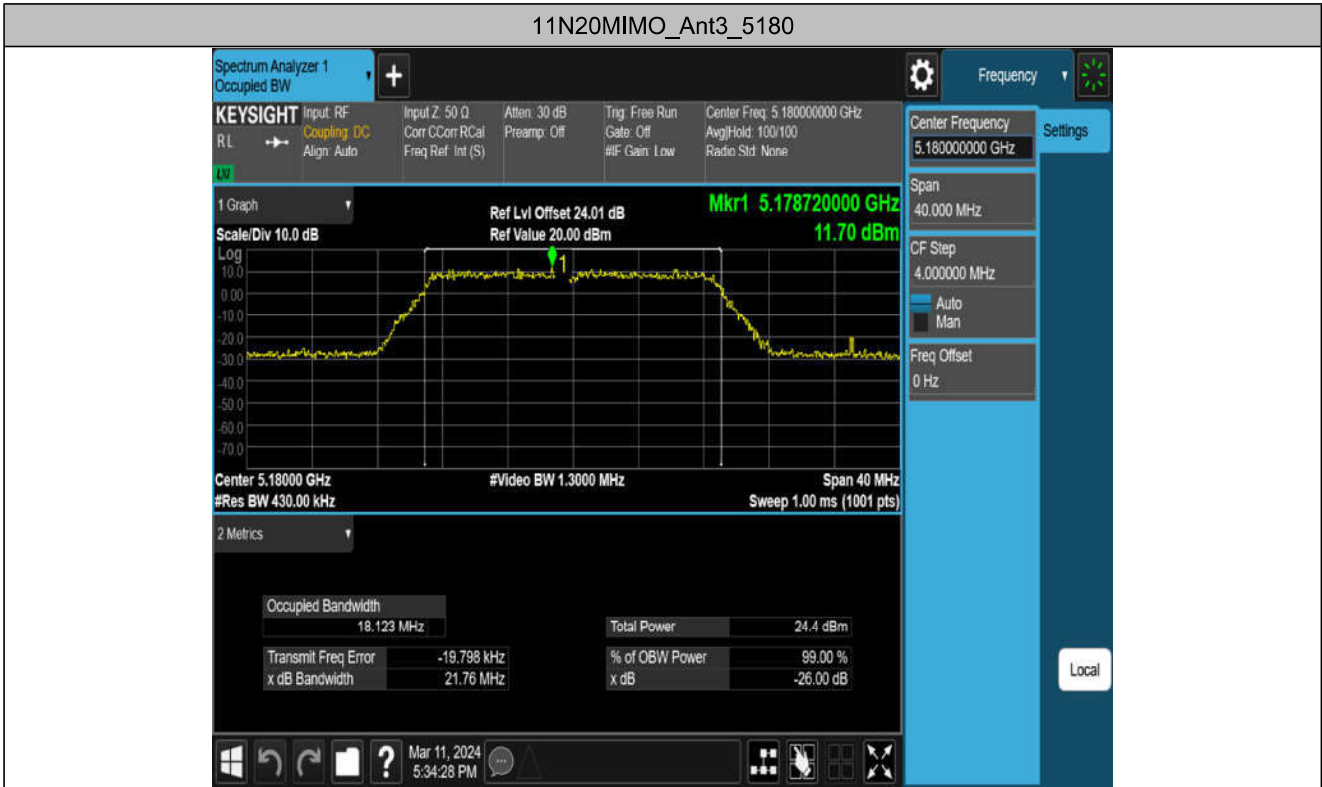 11N20MIMO_Ant3_5180
Spectrum Analyzer 1
Occupied BW
+
Frequency
KEYSIGHT
RL
LXI
Input: RF
Coupling: DC
Align: Auto
Input Z: 50 Ω
Corr CCorr RCal
Freq Ref: Int (S)
Atten: 30 dB
Preamp: Off
Trig: Free Run
Gate: Off
#IF Gain: Low
Center Freq: 5.180000000 GHz
Avg|Hold: 100/100
Radio Std: None
Center Frequency
5.180000000 GHz
Settings
Span
40.000 MHz
CF Step
4.000000 MHz
Auto
Man
Freq Offset
0 Hz
Local
1 Graph
Scale/Div 10.0 dB
Ref Lvl Offset 24.01 dB
Ref Value 20.00 dBm
Mkr1 5.178720000 GHz
11.70 dBm
Log
10.0
0.00
-10.0
-20.0
-30.0
-40.0
-50.0
-60.0
-70.0
1
Center 5.18000 GHz
#Res BW 430.00 kHz
#Video BW 1.3000 MHz
Span 40 MHz
Sweep 1.00 ms (1001 pts)
2 Metrics
Occupied Bandwidth
18.123 MHz
Total Power 24.4 dBm
Transmit Freq Error -19.798 kHz
% of OBW Power 99.00 %
x dB Bandwidth 21.76 MHz
x dB -26.00 dB
?
Mar 11, 2024
5:34:28 PM